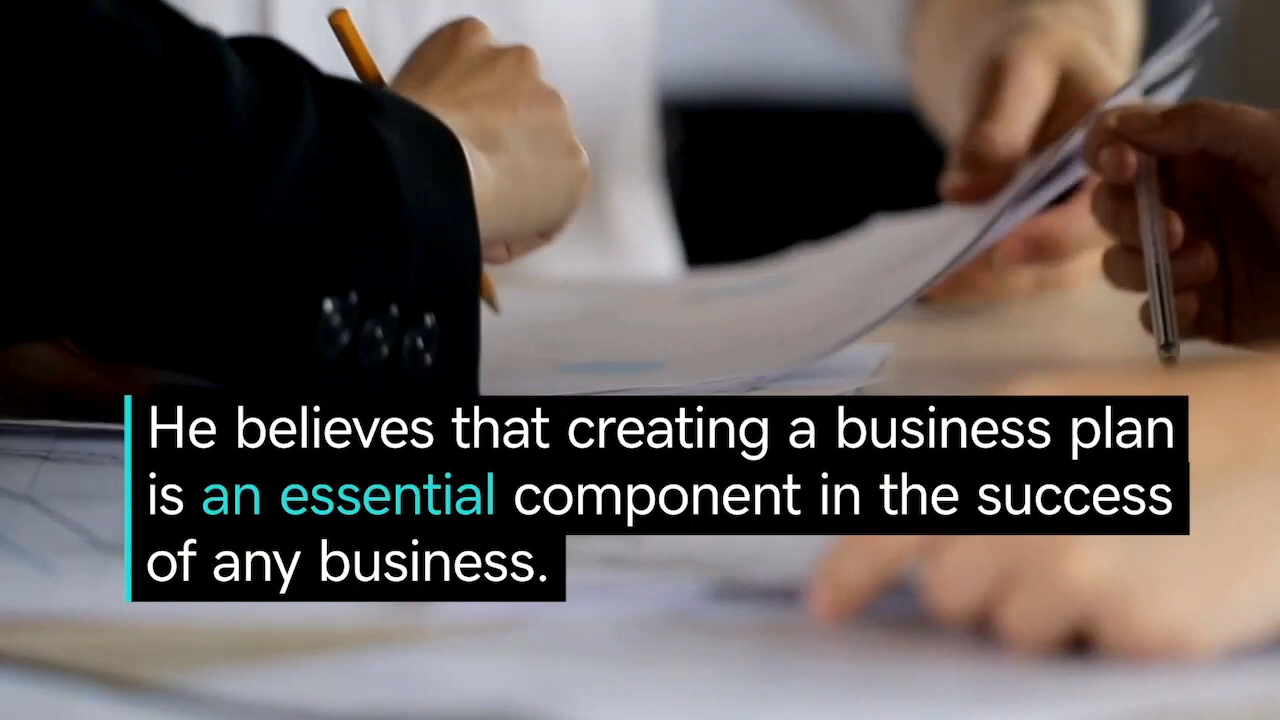 He believes that creating a business plan
is an essential component in the success
of any business.